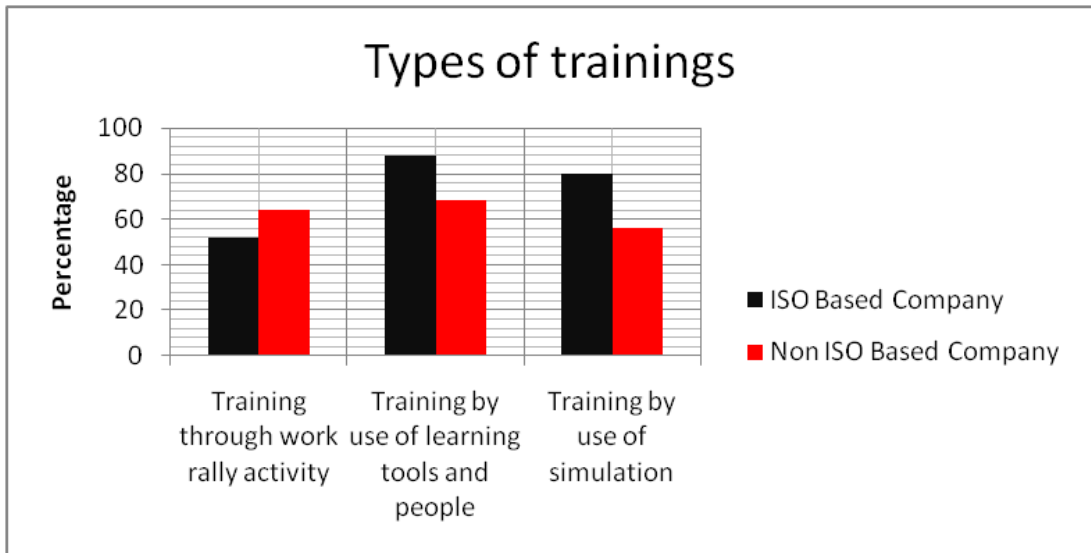 Types of trainings
Percentage
100
80
60
40
20
0
Training
through work
rally activity
Training by
use of learning
tools and
people
Training by
use of
simulation
ISO Based Company
Non ISO Based Company